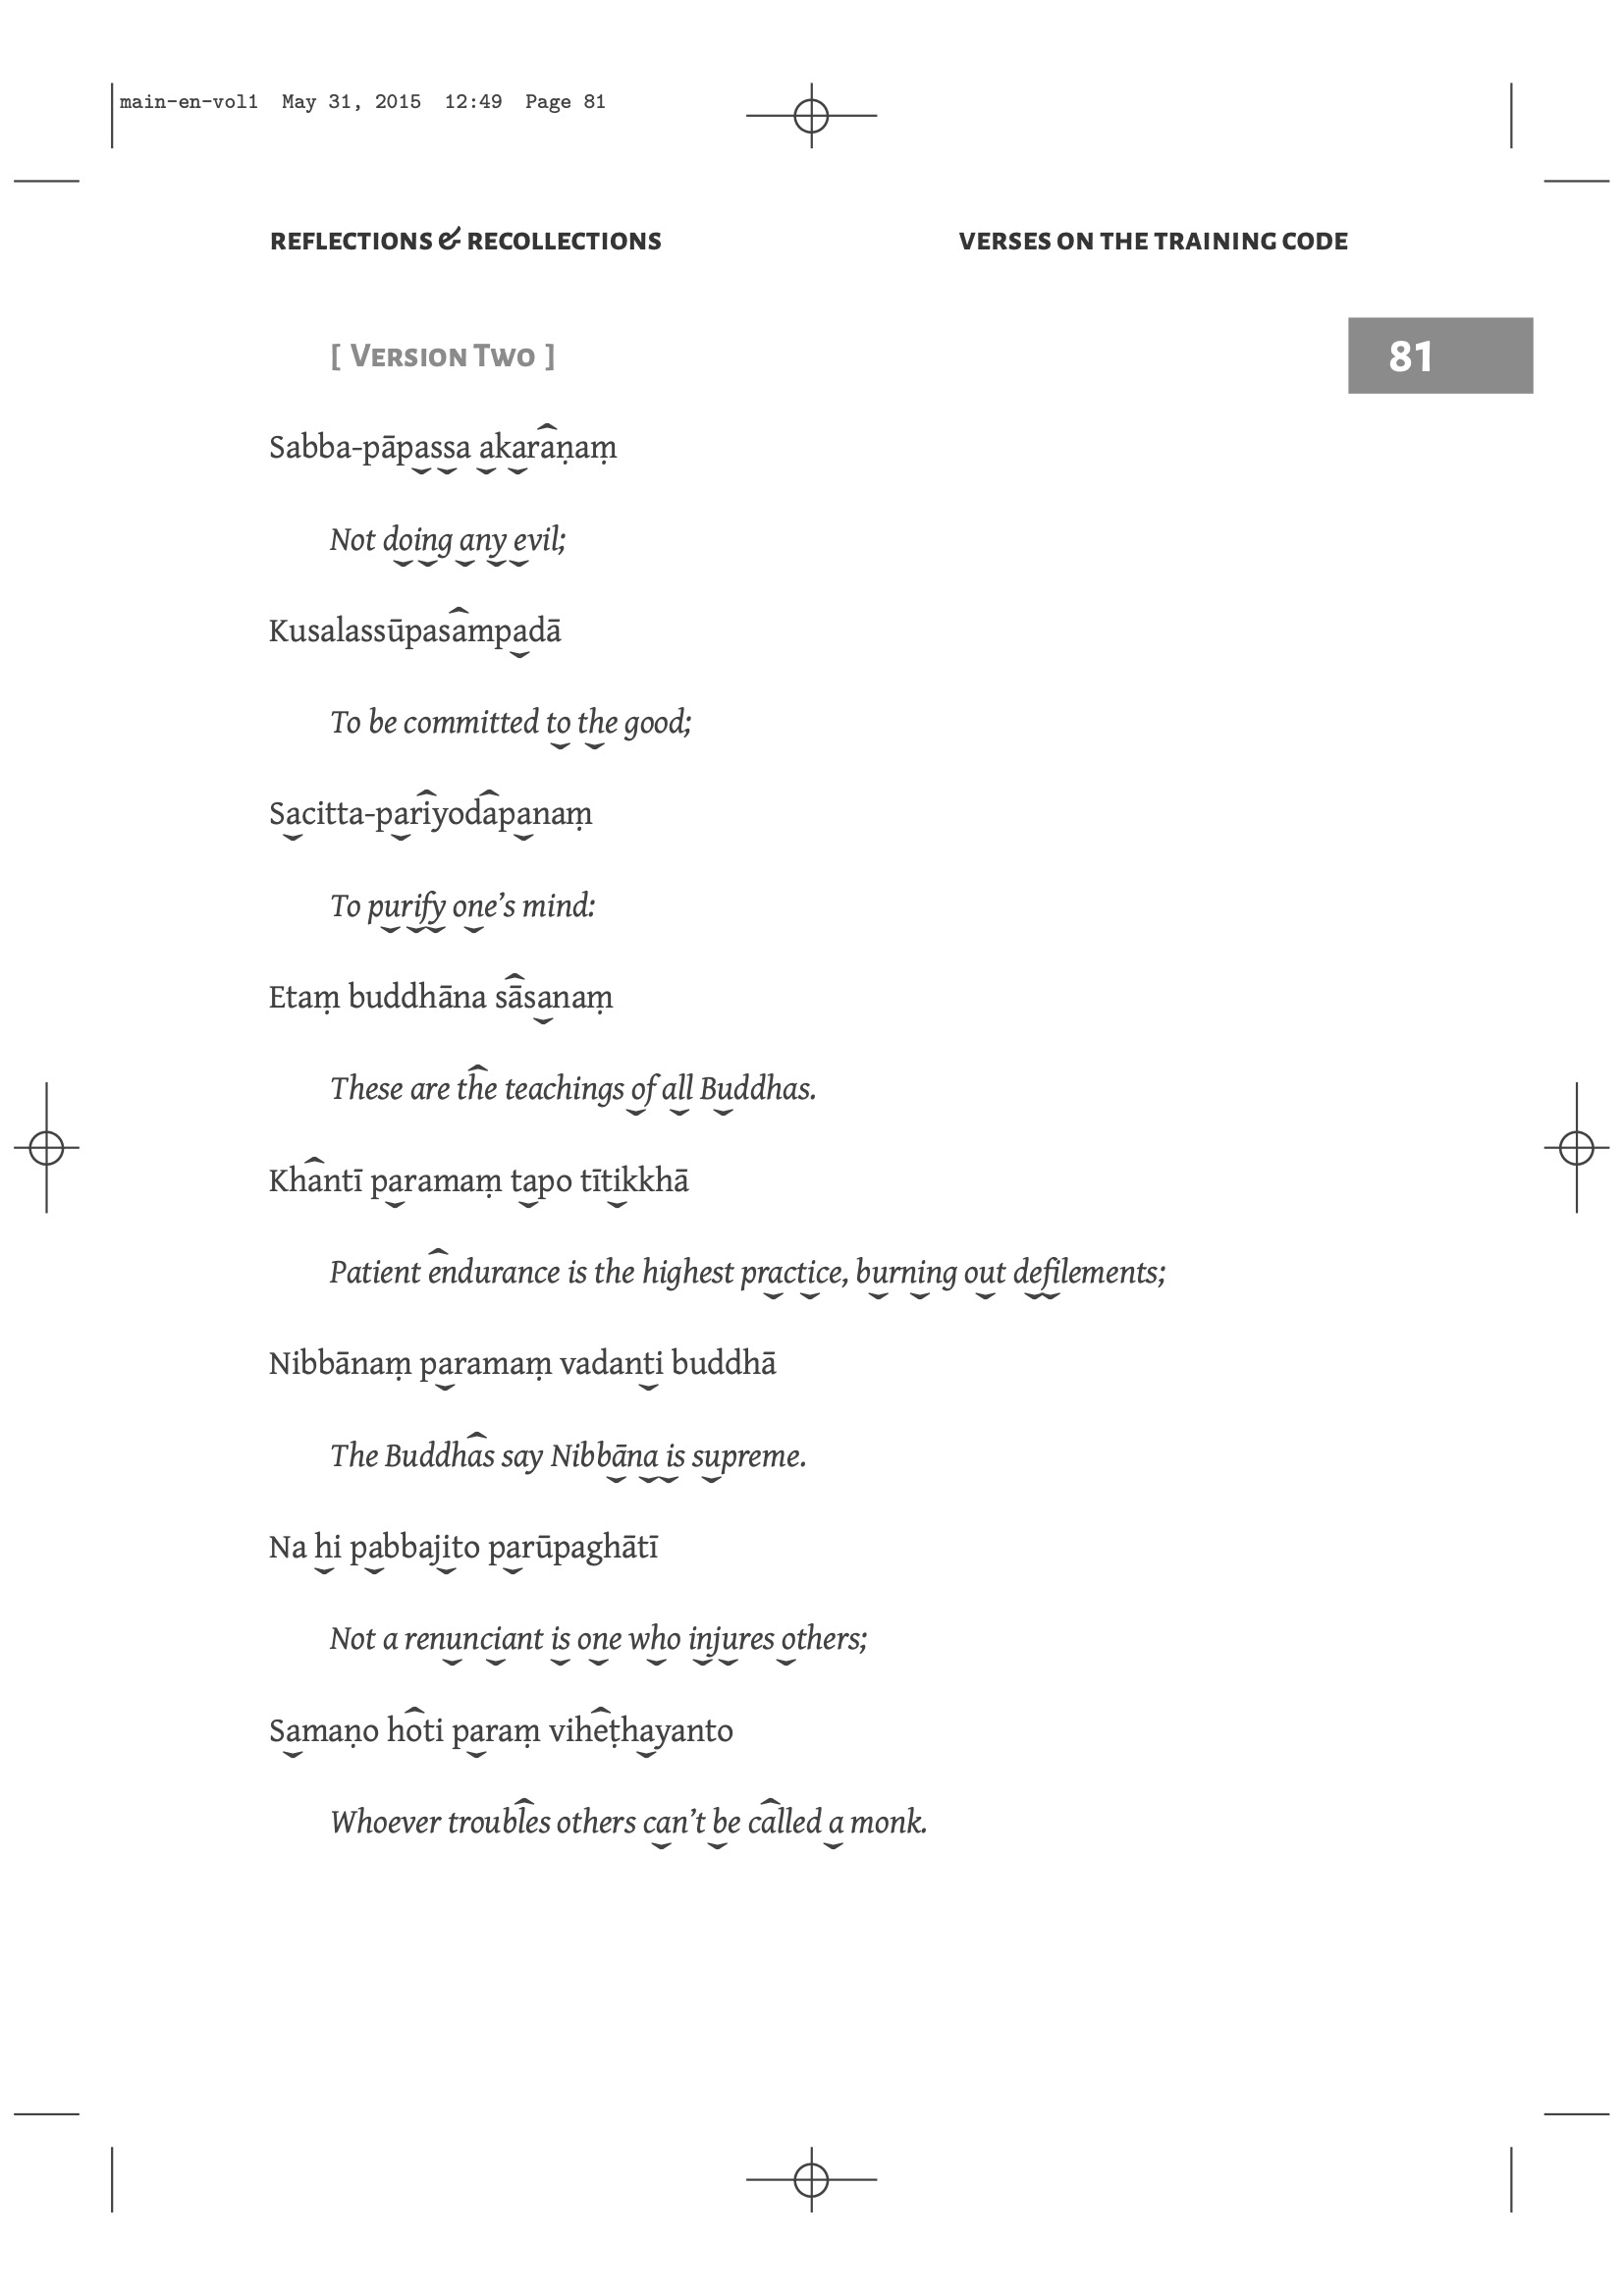 main-en-vol1 May 31, 2015 12:49 Page 81
REFLECTIONS & RECOLLECTIONS VERSES ON THE TRAINING CODE
[ Version Two ] 81
Sabba-pāpassa akaraṇaṃ
Not doing any evil;
Kusalassūpasampadā
To be committed to the good;
Sacitta-pariyodapanaṃ
To purify one's mind:
Etaṃ buddhāna sāsanaṃ
These are the teachings of all Buddhas.
Khantī paramaṃ tapo tītikkhā
Patient endurance is the highest practice, burning out defilements;
Nibbānaṃ paramaṃ vadanti buddhā
The Buddhas say Nibbāna is supreme.
Na hi pabbajito parūpaghātī
Not a renunciant is one who injures others;
Samaṇo hoti paraṃ viheṭhayanto
Whoever troubles others can't be called a monk.